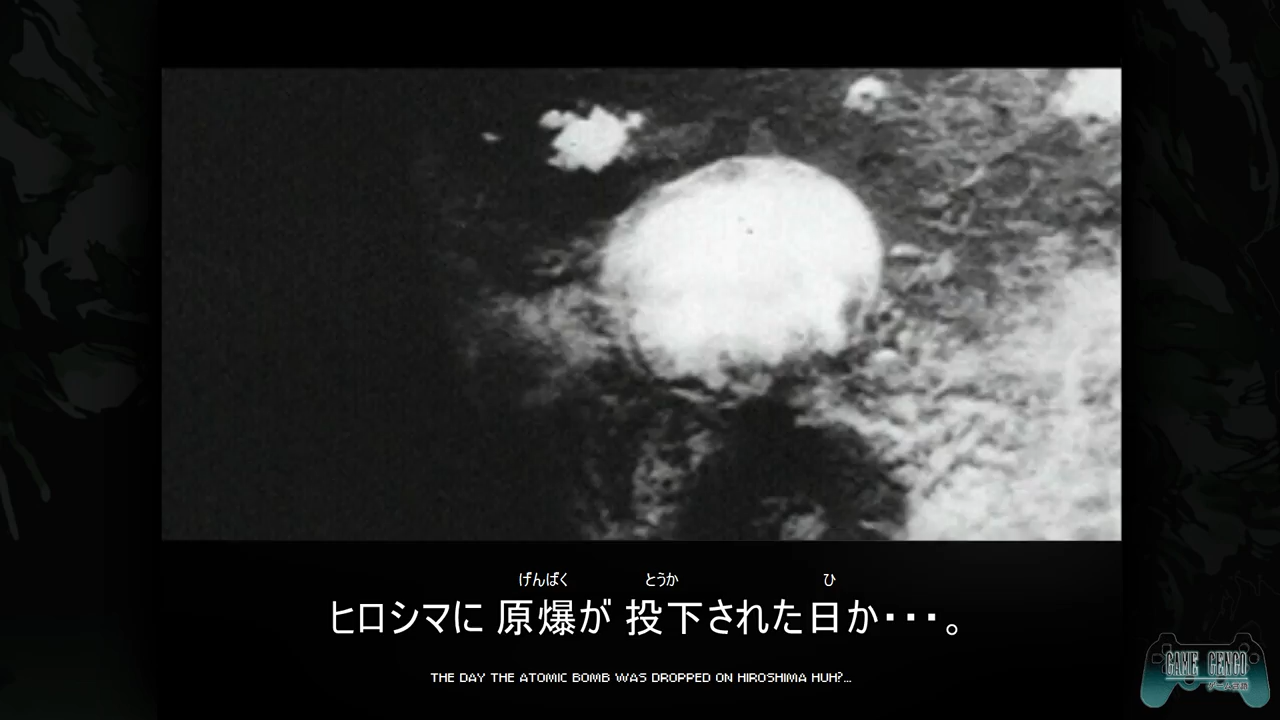 げんばく とうか ひ
ヒロシマに 原爆が 投下された日か・・・。
THE DAY THE ATOMIC BOMB WAS DROPPED ON HIROSHIMA HUH?...
GAME GENGO
ゲーム言語